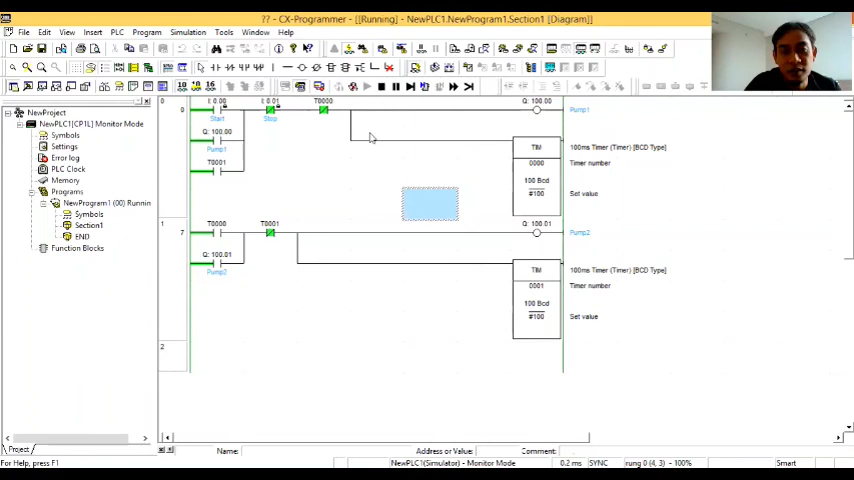 ?? - CX-Programmer - [[Running] - NewPLC1.NewProgram1.Section1 [Diagram]]
File Edit View Insert PLC Program Simulation Tools Window Help
NewProject
NewPLC1[CP1L] Monitor Mode
Symbols
Settings
Error log
PLC Clock
Memory
Programs
NewProgram1 (00) Runnin
Symbols
Section1
END
Function Blocks
Project
0
I: 0.00
Start
I: 0.01
Stop
T0000
Q: 100.00
Pump1
Q: 100.00
Pump1
T0001
TIM
100ms Timer (Timer) [BCD Type]
0000
Timer number
100 Bcd
#100
Set value
1
7
T0000
T0001
Q: 100.01
Pump2
Q: 100.01
Pump2
TIM
100ms Timer (Timer) [BCD Type]
0001
Timer number
100 Bcd
#100
Set value
2
Name: Address or Value: Comment:
For Help, press F1
NewPLC1(Simulator) - Monitor Mode
0.2 ms
SYNC
rung 0 (4, 3) - 100%
Smart